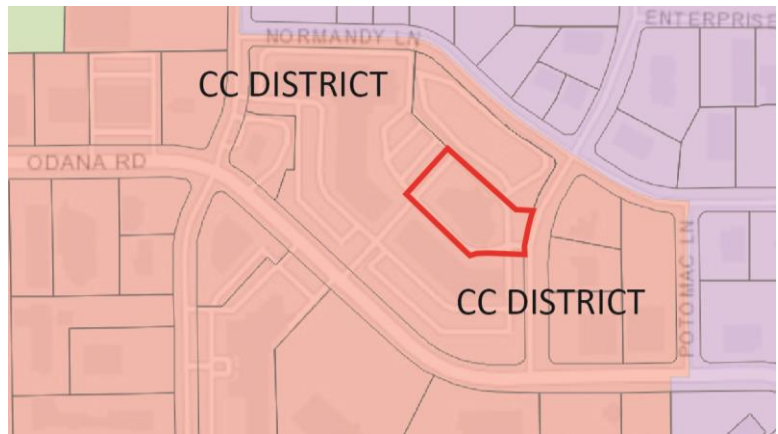 ENTERPRISE
NORMANDY LN
CC DISTRICT
ODANA RD
CC DISTRICT
POTOMAC LN